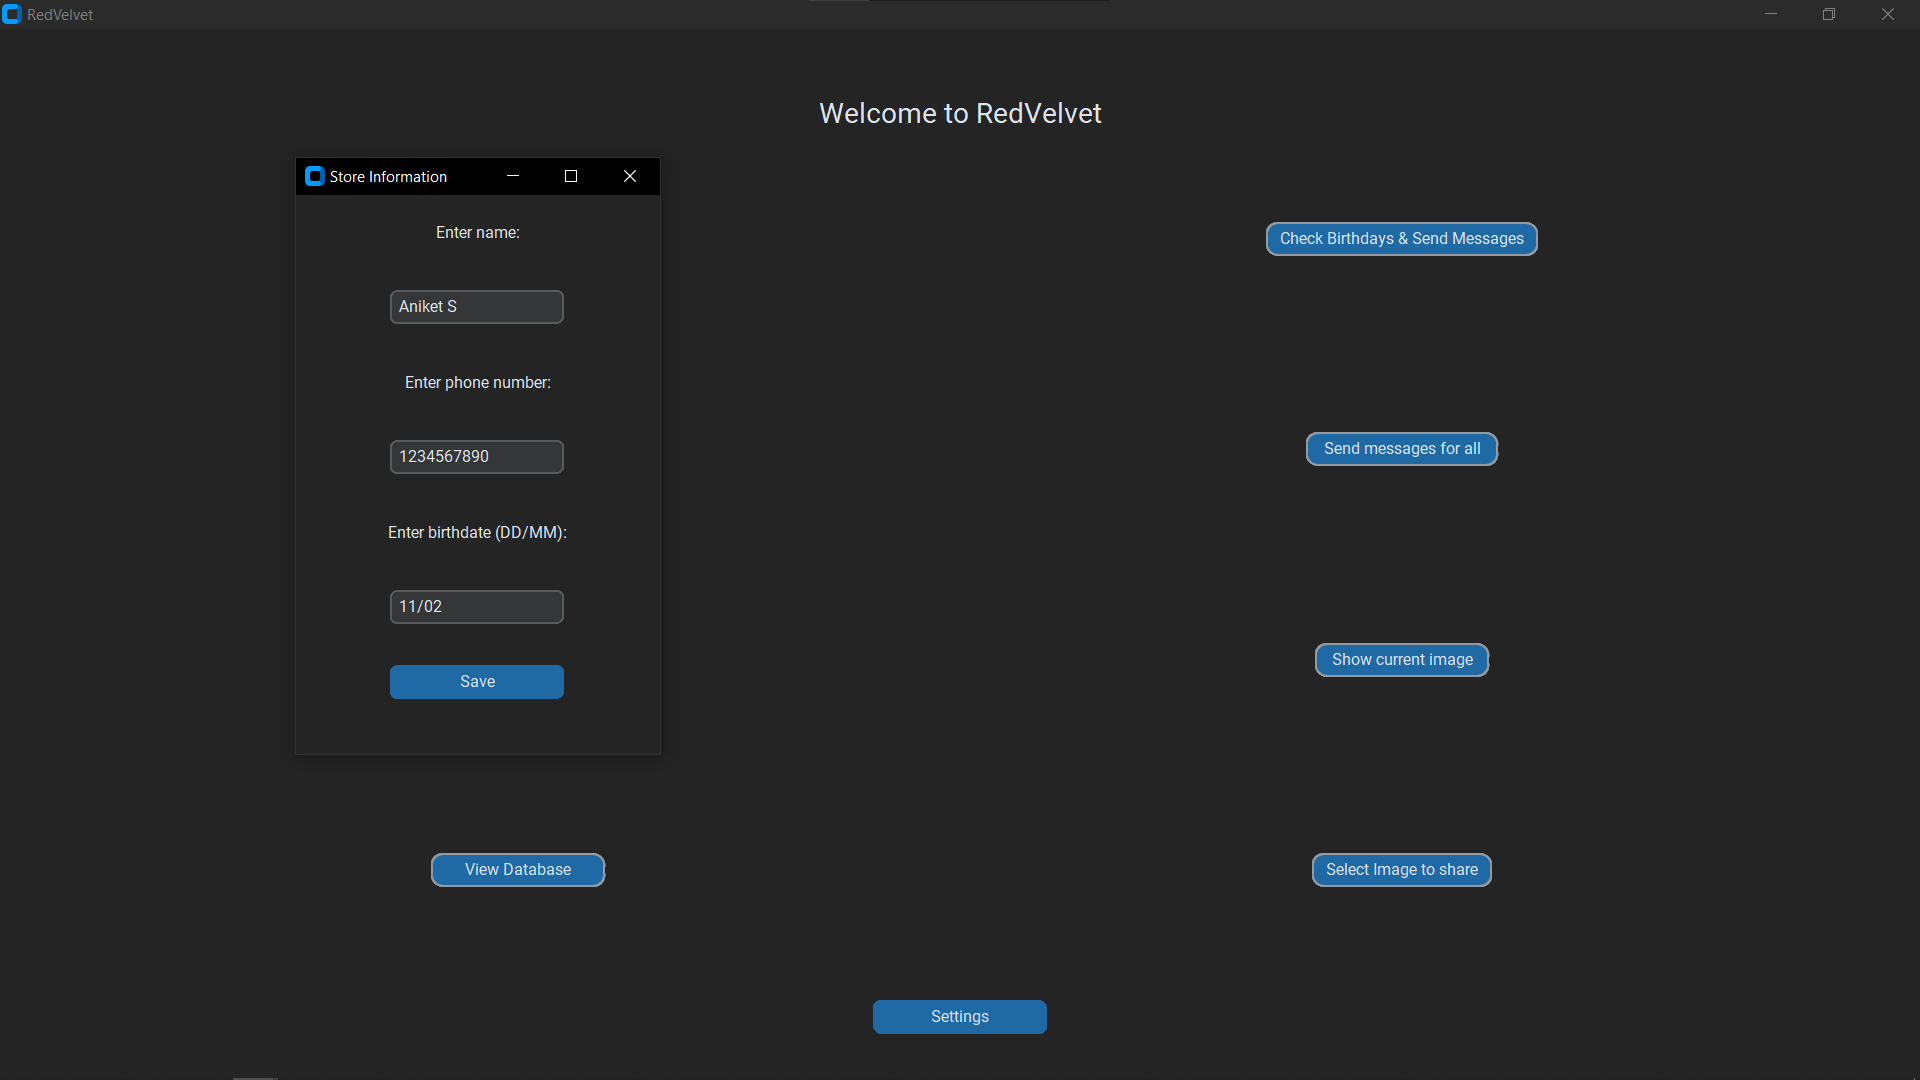 RedVelvet
Welcome to RedVelvet
Store Information
Enter name:
Aniket S
Enter phone number:
1234567890
Enter birthdate (DD/MM):
11/02
Save
Check Birthdays & Send Messages
Send messages for all
Show current image
View Database
Select Image to share
Settings